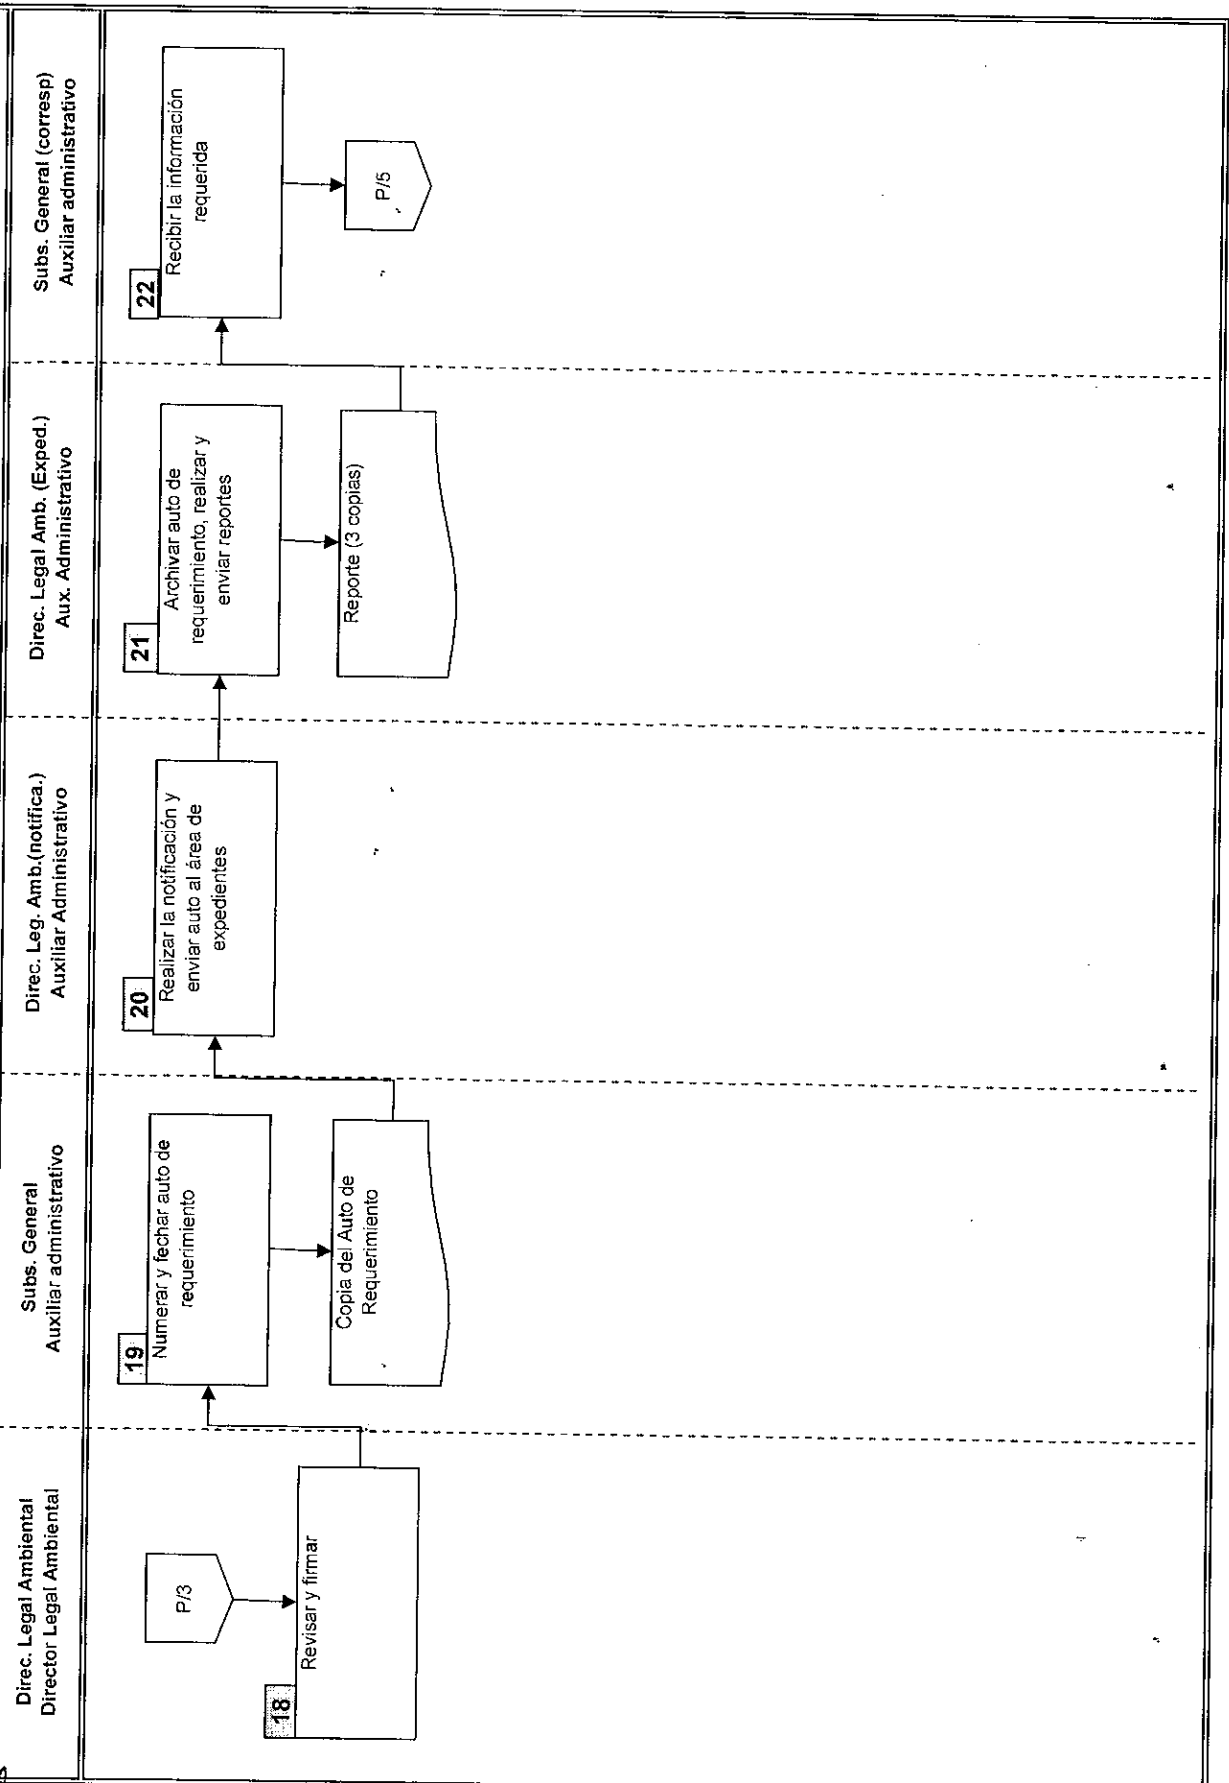 Direc. Legal Ambiental
Director Legal Ambiental
Subs. General
Auxiliar administrativo
Direc. Leg. Amb.(notifica.)
Auxiliar Administrativo
Direc. Legal Amb. (Exped.)
Aux. Administrativo
Subs. General (corresp)
Auxiliar administrativo
P/3
18
Revisar y firmar
19
Numerar y fechar auto de
requerimiento
Copia del Auto de
Requerimiento
20
Realizar la notificación y
enviar auto al área de
expedientes
21
Archivar auto de
requerimiento, realizar y
enviar reportes
Reporte (3 copias)
22
Recibir la información
requerida
P/5